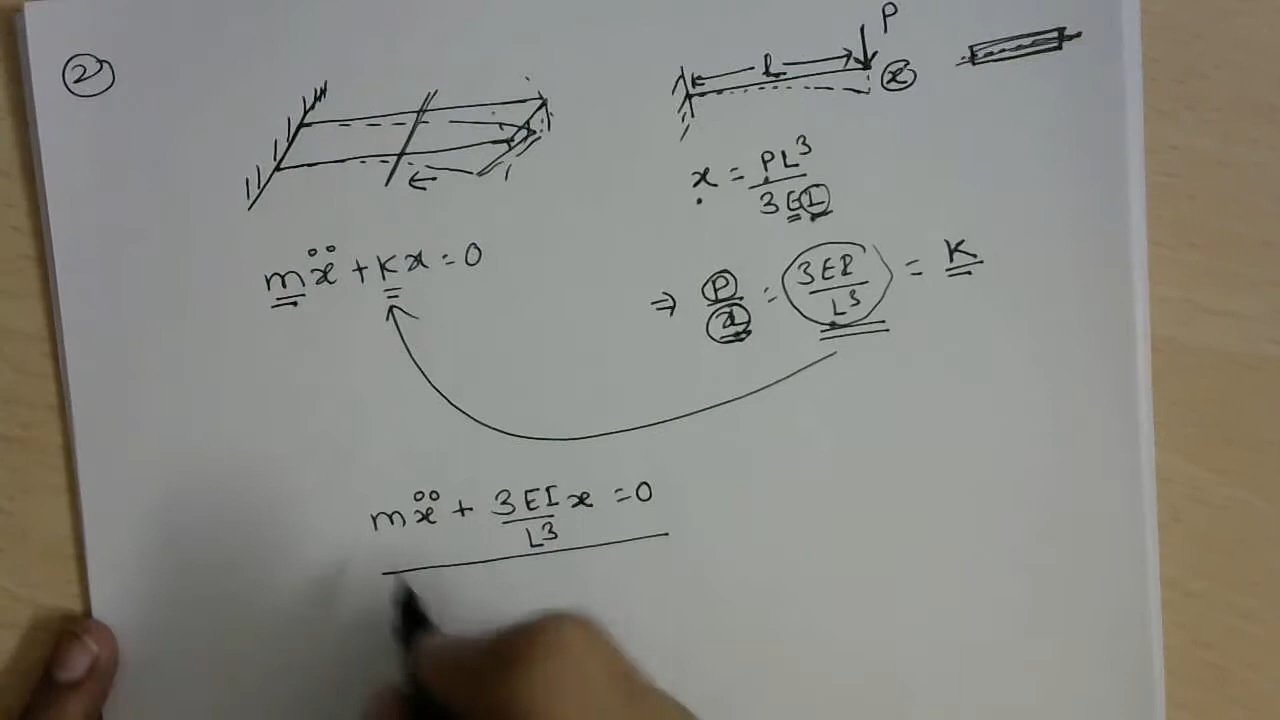 2
P
L
x
x = PL³/3EI
mẍ + Kx = 0
⇒ P/x = 3EI/L³ = K
mẍ + 3EI/L³ x = 0